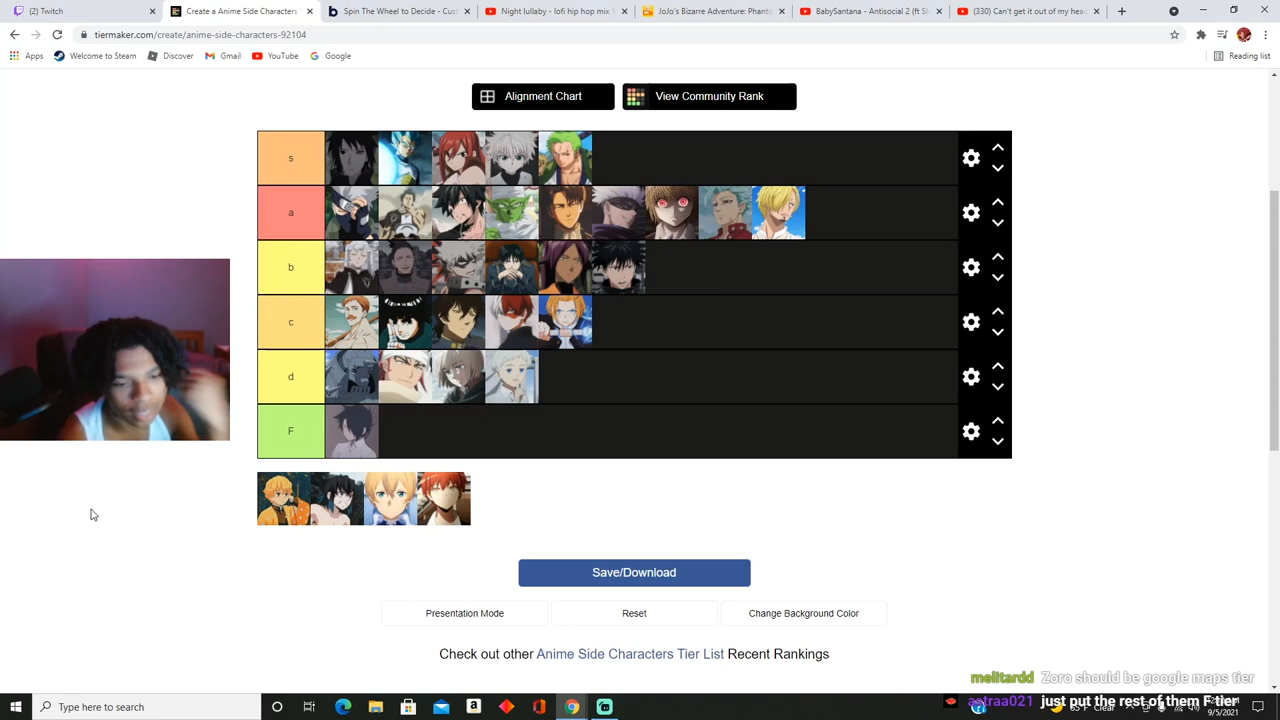 (2) Twitch
Create a Anime Side Characters
Spin The Wheel to Decide - Cust
Night lullaby - lofi hip hop mix
JoJo's Bizarre Adventure: Phanto
BabySantana - Antisocial 2 (ft Sl
(330) Can't get it out of my head
tiermaker.com/create/anime-side-characters-92104
Apps Welcome to Steam Discover Gmail YouTube Google Reading list
Alignment Chart
View Community Rank
s
a
b
c
d
F
Save/Download
Presentation Mode
Reset
Change Background Color
Check out other Anime Side Characters Tier List Recent Rankings
melitardd Zoro should be google maps tier
astraa021 just put the rest of them F tier
Type here to search
9/5/2021